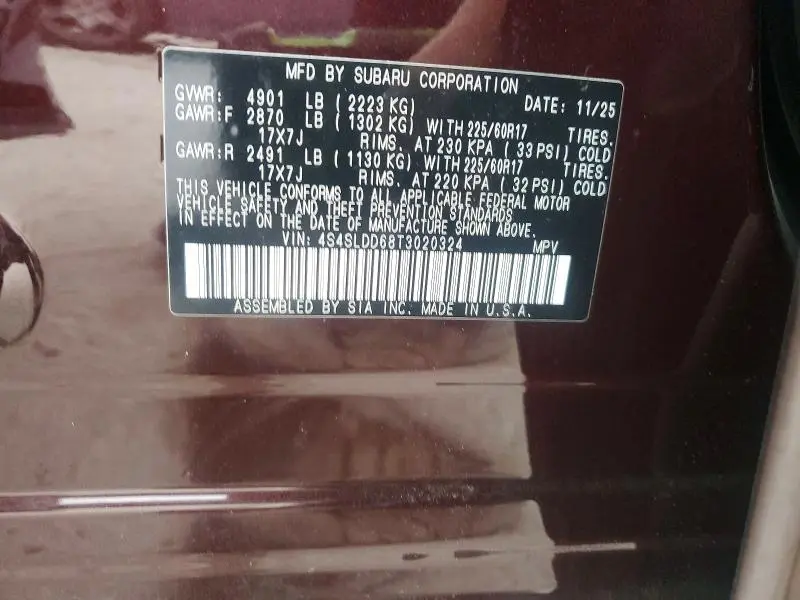 MFD BY SUBARU CORPORATION
GVWR: 4901 LB (2223 KG) DATE: 11/25
GAWR:F 2870 LB (1302 KG) WITH 225/60R17 TIRES.
17X7J RIMS. AT 230 KPA (33 PSI) COLD
GAWR:R 2491 LB (1130 KG) WITH 225/60R17 TIRES.
17X7J RIMS. AT 220 KPA (32 PSI) COLD
THIS VEHICLE CONFORMS TO ALL APPLICABLE FEDERAL MOTOR
VEHICLE SAFETY AND THEFT PREVENTION STANDARDS
IN EFFECT ON THE DATE OF MANUFACTURE SHOWN ABOVE.
VIN: 4S4SLDD68T3020324 MPV
ASSEMBLED BY SIA INC. MADE IN U.S.A.